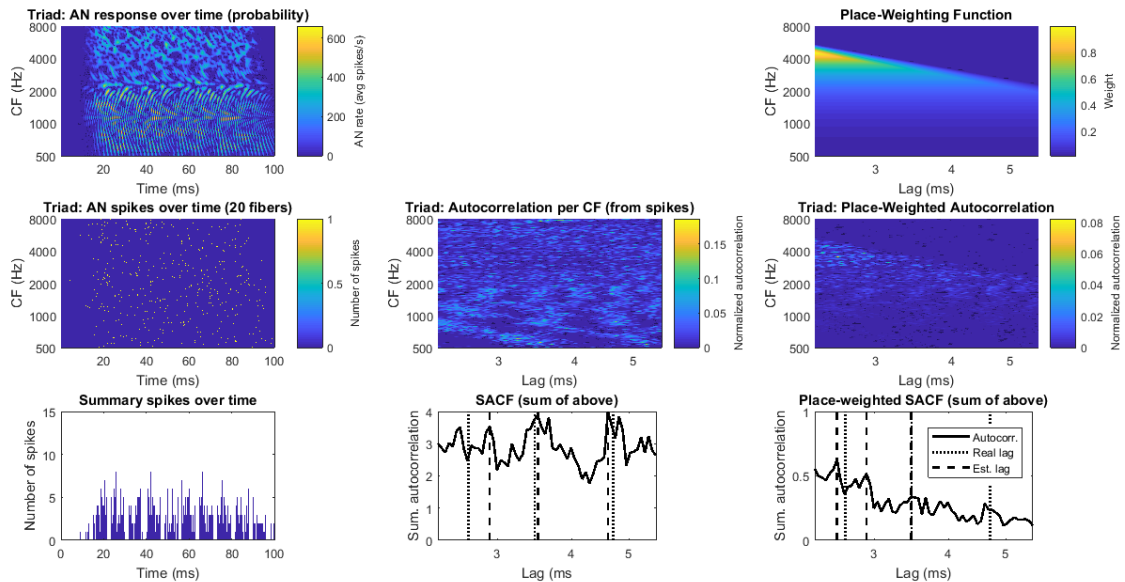 Triad: AN response over time (probability)
CF (Hz)
8000
4000
2000
1000
500
20 40 60 80 100
Time (ms)
600
400
200
0
AN rate (avg spikes/s)
Place-Weighting Function
CF (Hz)
8000
4000
2000
1000
500
3 4 5
Lag (ms)
0.8
0.6
0.4
0.2
Weight
Triad: AN spikes over time (20 fibers)
CF (Hz)
8000
4000
2000
1000
500
20 40 60 80 100
Time (ms)
1
0.5
0
Number of spikes
Triad: Autocorrelation per CF (from spikes)
CF (Hz)
8000
4000
2000
1000
500
3 4 5
Lag (ms)
0.15
0.1
0.05
0
Normalized autocorrelation
Triad: Place-Weighted Autocorrelation
CF (Hz)
8000
4000
2000
1000
500
3 4 5
Lag (ms)
0.08
0.06
0.04
0.02
0
Normalized autocorrelation
Summary spikes over time
Number of spikes
15
10
5
0
0 20 40 60 80 100
Time (ms)
SACF (sum of above)
Sum. autocorrelation
4
3
2
1
0
3 4 5
Lag (ms
Place-weighted SACF (sum of above)
Sum. autocorrelation
1
0.5
0
Autocorr.
Real lag
Est. lag
3 4 5
Lag (ms